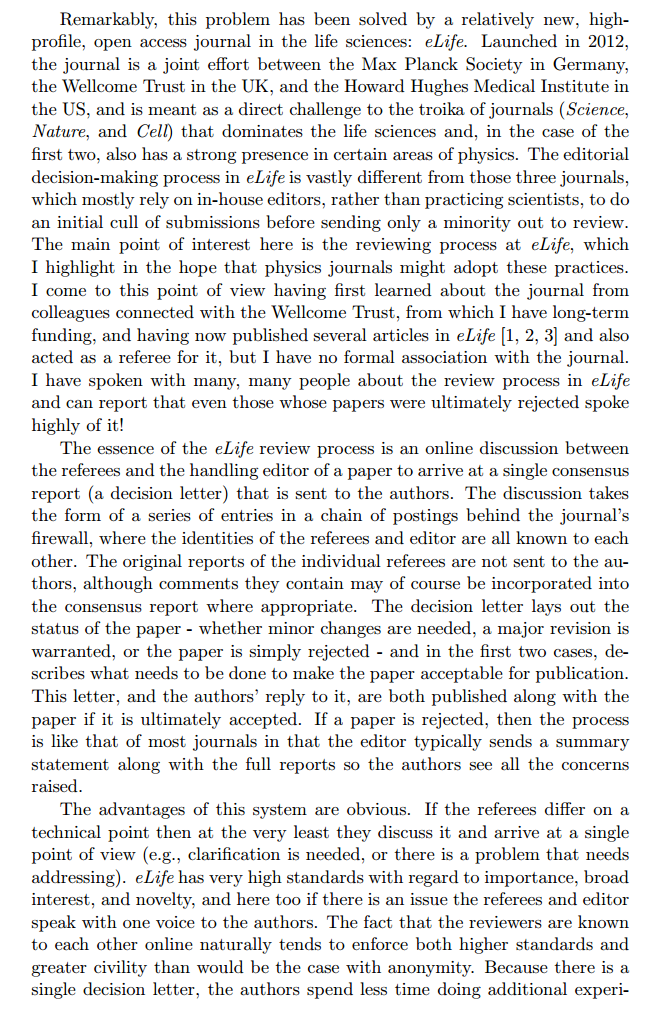 Remarkably, this problem has been solved by a relatively new, high-
profile, open access journal in the life sciences: eLife. Launched in 2012,
the journal is a joint effort between the Max Planck Society in Germany,
the Wellcome Trust in the UK, and the Howard Hughes Medical Institute in
the US, and is meant as a direct challenge to the troika of journals (Science,
Nature, and Cell) that dominates the life sciences and, in the case of the
first two, also has a strong presence in certain areas of physics. The editorial
decision-making process in eLife is vastly different from those three journals,
which mostly rely on in-house editors, rather than practicing scientists, to do
an initial cull of submissions before sending only a minority out to review.
The main point of interest here is the reviewing process at eLife, which
I highlight in the hope that physics journals might adopt these practices.
I come to this point of view having first learned about the journal from
colleagues connected with the Wellcome Trust, from which I have long-term
funding, and having now published several articles in eLife [1, 2, 3] and also
acted as a referee for it, but I have no formal association with the journal.
I have spoken with many, many people about the review process in eLife
and can report that even those whose papers were ultimately rejected spoke
highly of it!
The essence of the eLife review process is an online discussion between
the referees and the handling editor of a paper to arrive at a single consensus
report (a decision letter) that is sent to the authors. The discussion takes
the form of a series of entries in a chain of postings behind the journal's
firewall, where the identities of the referees and editor are all known to each
other. The original reports of the individual referees are not sent to the au-
thors, although comments they contain may of course be incorporated into
the consensus report where appropriate. The decision letter lays out the
status of the paper - whether minor changes are needed, a major revision is
warranted, or the paper is simply rejected - and in the first two cases, de-
scribes what needs to be done to make the paper acceptable for publication.
This letter, and the authors' reply to it, are both published along with the
paper if it is ultimately accepted. If a paper is rejected, then the process
is like that of most journals in that the editor typically sends a summary
statement along with the full reports so the authors see all the concerns
raised.
The advantages of this system are obvious. If the referees differ on a
technical point then at the very least they discuss it and arrive at a single
point of view (e.g., clarification is needed, or there is a problem that needs
addressing). eLife has very high standards with regard to importance, broad
interest, and novelty, and here too if there is an issue the referees and editor
speak with one voice to the authors. The fact that the reviewers are known
to each other online naturally tends to enforce both higher standards and
greater civility than would be the case with anonymity. Because there is a
single decision letter, the authors spend less time doing additional experi-